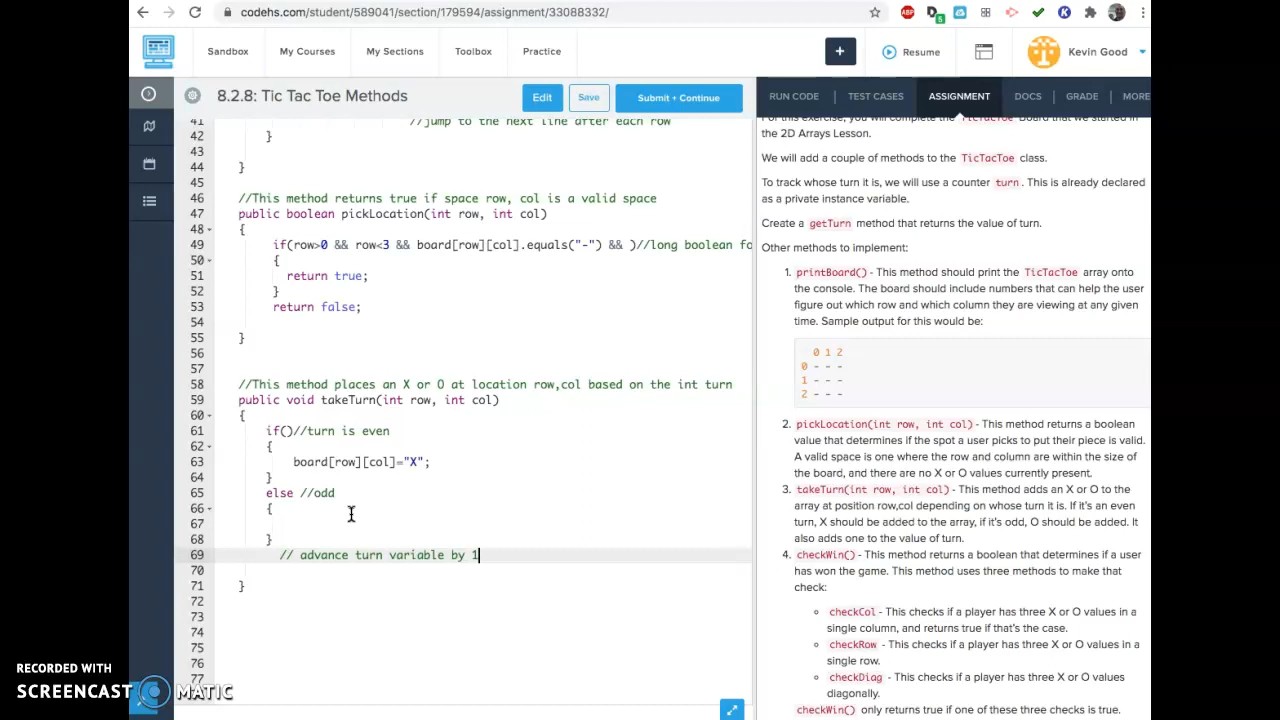 codehs.com/student/589041/section/179594/assignment/33088332/
ABP
5
K
Sandbox
My Courses
My Sections
Toolbox
Practice
+
Resume
Kevin Good
8.2.8: Tic Tac Toe Methods
Edit
Save
Submit + Continue
RUN CODE
TEST CASES
ASSIGNMENT
DOCS
GRADE
MORE
41 //jump to the next line after each row
42 }
43
44 }
45
46 //This method returns true if space row, col is a valid space
47 public boolean pickLocation(int row, int col)
48 {
49 if(row>0 && row<3 && board[row][col].equals("-") && )//long boolean fo
50 {
51 return true;
52 }
53 return false;
54
55 }
56
57
58 //This method places an X or O at location row,col based on the int turn
59 public void takeTurn(int row, int col)
60 {
61 if()//turn is even
62 {
63 board[row][col]="X";
64 }
65 else //odd
66 {
67
68 }
69 // advance turn variable by 1
70
71 }
72
73
74
75
76
77
For this exercise, you will complete the TicTacToe Board that we started in
the 2D Arrays Lesson.
We will add a couple of methods to the TicTacToe class.
To track whose turn it is, we will use a counter turn. This is already declared
as a private instance variable.
Create a getTurn method that returns the value of turn.
Other methods to implement:
1. printBoard() - This method should print the TicTacToe array onto
the console. The board should include numbers that can help the user
figure out which row and which column they are viewing at any given
time. Sample output for this would be:
0 1 2
0 - - -
1 - - -
2 - - -
2. pickLocation(int row, int col) - This method returns a boolean
value that determines if the spot a user picks to put their piece is valid.
A valid space is one where the row and column are within the size of
the board, and there are no X or O values currently present.
3. takeTurn(int row, int col) - This method adds an X or O to the
array at position row,col depending on whose turn it is. If it's an even
turn, X should be added to the array, if it's odd, O should be added. It
also adds one to the value of turn.
4. checkWin() - This method returns a boolean that determines if a user
has won the game. This method uses three methods to make that
check:
checkCol - This checks if a player has three X or O values in a
single column, and returns true if that's the case.
checkRow - This checks if a player has three X or O values in a
single row.
checkDiag - This checks if a player has three X or O values
diagonally.
checkWin() only returns true if one of these three checks is true.
RECORDED WITH
SCREENCAST MATIC